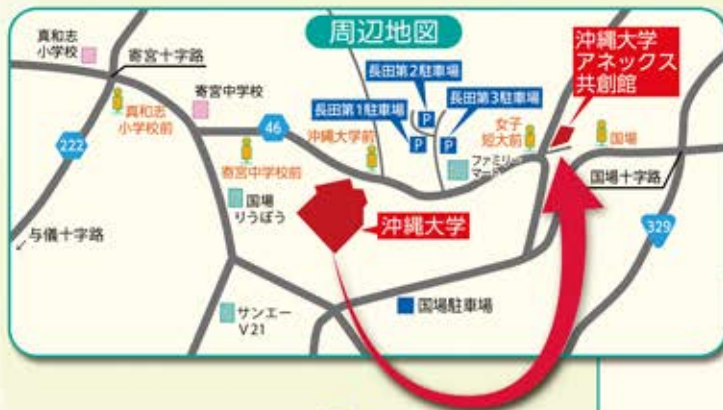 周辺地図
真和志
小学校
寄宮十字路
寄宮中学校
真和志
小学校前
222
46
寄宮中学校前
沖縄大学前
長田第2駐車場
長田第1駐車場
長田第3駐車場
P
P
P
女子
短大前
沖縄大学
アネックス
共創館
国場
ファミリー
マート
国場十字路
329
国場
りうぼう
沖縄大学
与儀十字路
サンエー
V21
国場駐車場